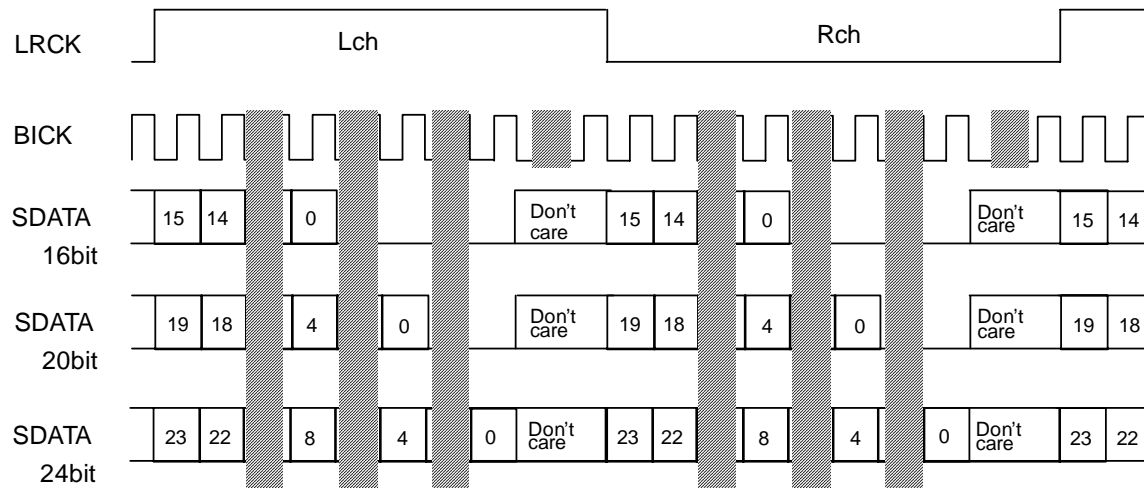 LRCK Lch Rch
BICK
SDATA 16bit 15 14 0 Don't care 15 14 0 Don't care 15 14
SDATA 20bit 19 18 4 0 Don't care 19 18 4 0 Don't care 19 18
SDATA 24bit 23 22 8 4 0 Don't care 23 22 8 4 0 Don't care 23 22